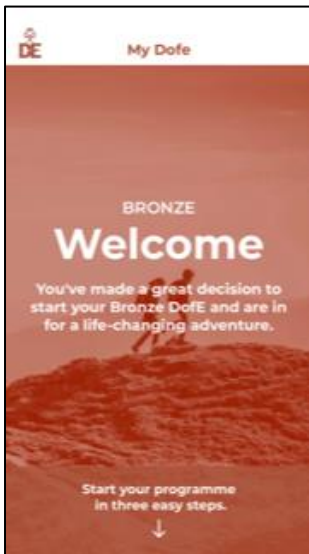 DE
My Dofe
BRONZE
Welcome
You've made a great decision to
start your Bronze DofE and are in
for a life-changing adventure.
Start your programme
in three easy steps.